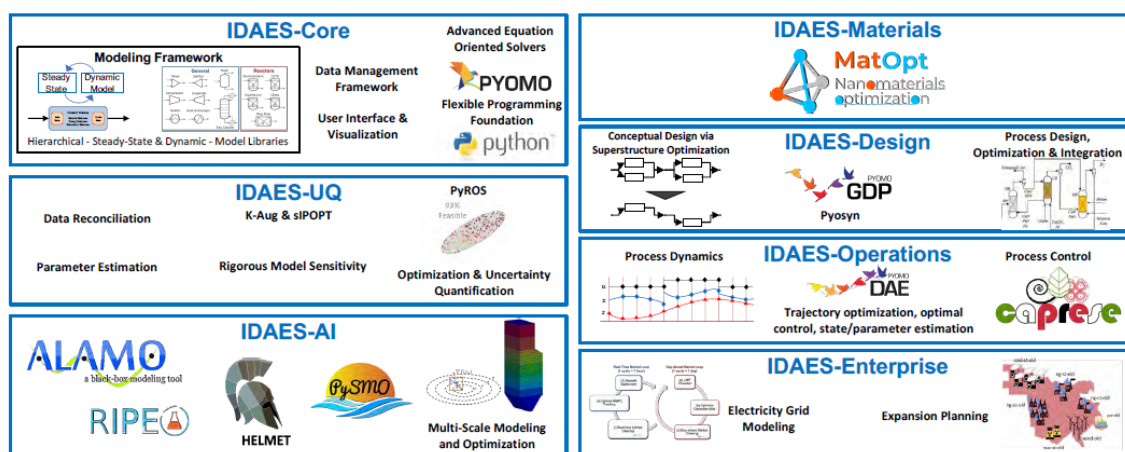 IDAES-Core
Modeling Framework
Steady
State
Dynamic
Model
General
Reactors
Hierarchical - Steady-State & Dynamic - Model Libraries
Data Management
Framework
User Interface &
Visualization
Advanced Equation
Oriented Solvers
PYOMO
Flexible Programming
Foundation
python
IDAES-UQ
Data Reconciliation
Parameter Estimation
K-Aug & sIPOPT
Rigorous Model Sensitivity
PyROS
93%
Feasible
Optimization & Uncertainty
Quantification
IDAES-AI
ALAMO
a black-box modeling tool
RIPE
HELMET
PySMO
Multi-Scale Modeling
and Optimization
IDAES-Materials
MatOpt
Nanomaterials
optimization
IDAES-Design
Conceptual Design via
Superstructure Optimization
PYOMO
GDP
Pyosyn
Process Design,
Optimization & Integration
IDAES-Operations
Process Dynamics
u
x
z
PYOMO
DAE
Trajectory optimization, optimal
control, state/parameter estimation
Process Control
caprese
IDAES-Enterprise
Electricity Grid
Modeling
Expansion Planning